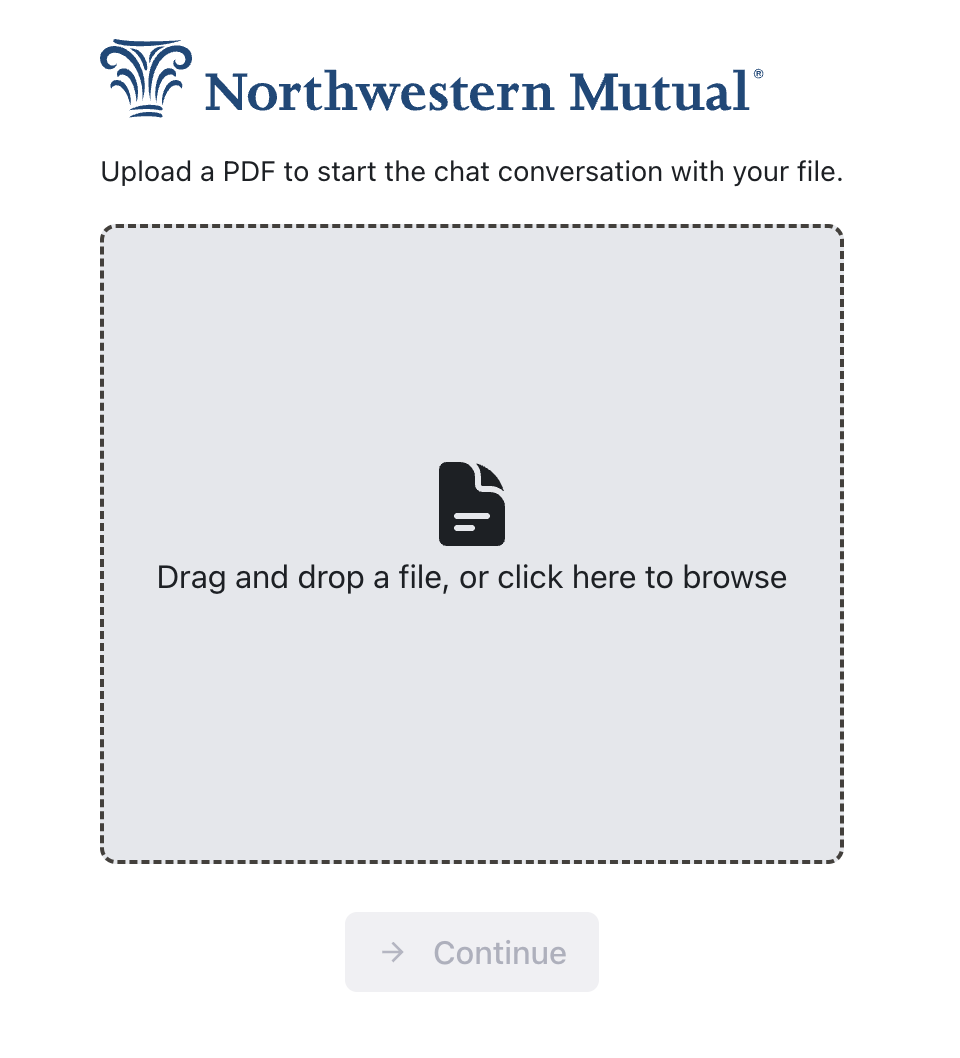 Northwestern Mutual®
Upload a PDF to start the chat conversation with your file.
Drag and drop a file, or click here to browse
Continue